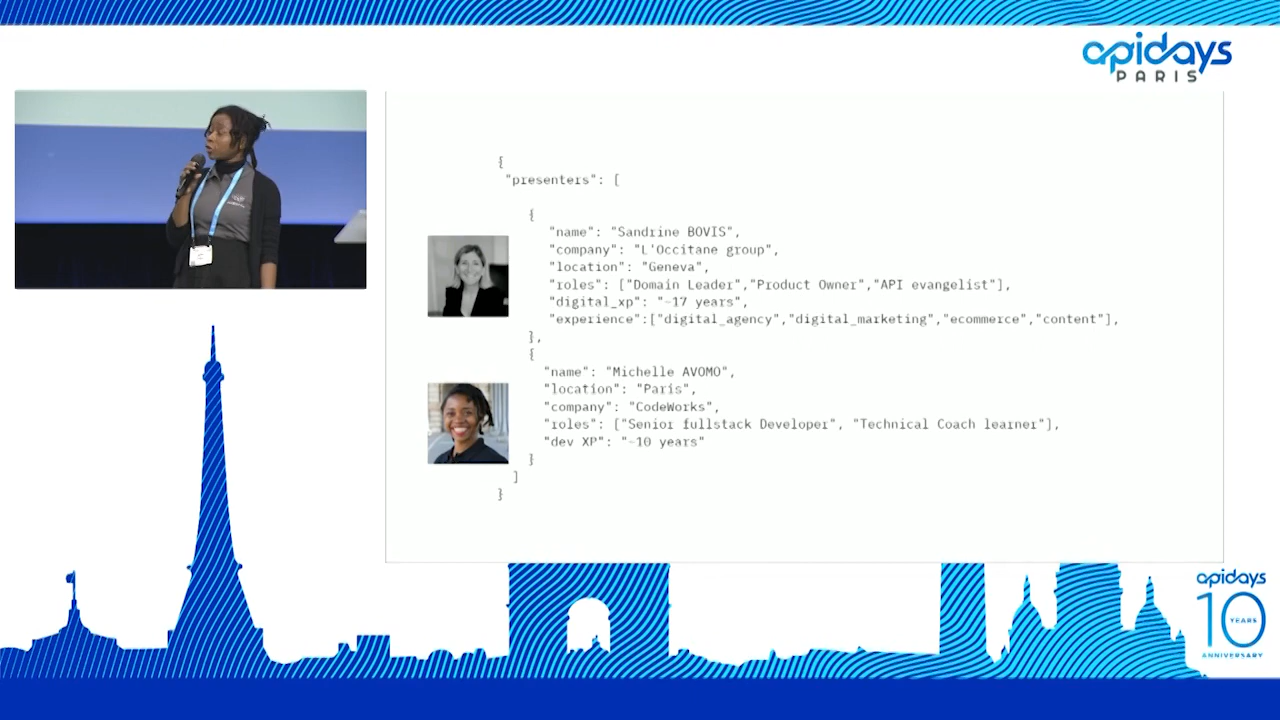 apidays
PARIS
{
"presenters": [
{
"name": "Sandrine BOVIS",
"company": "L'Occitane group",
"location": "Geneva",
"roles": ["Domain Leader","Product Owner","API evangelist"],
"digital_xp": "~17 years",
"experience":["digital_agency","digital_marketing","ecommerce","content"],
},
{
"name": "Michelle AVOMO",
"location": "Paris",
"company": "CodeWorks",
"roles": ["Senior fullstack Developer", "Technical Coach learner"],
"dev XP": "~10 years"
}
]
}
apidays
10
YEARS
ANNIVERSARY